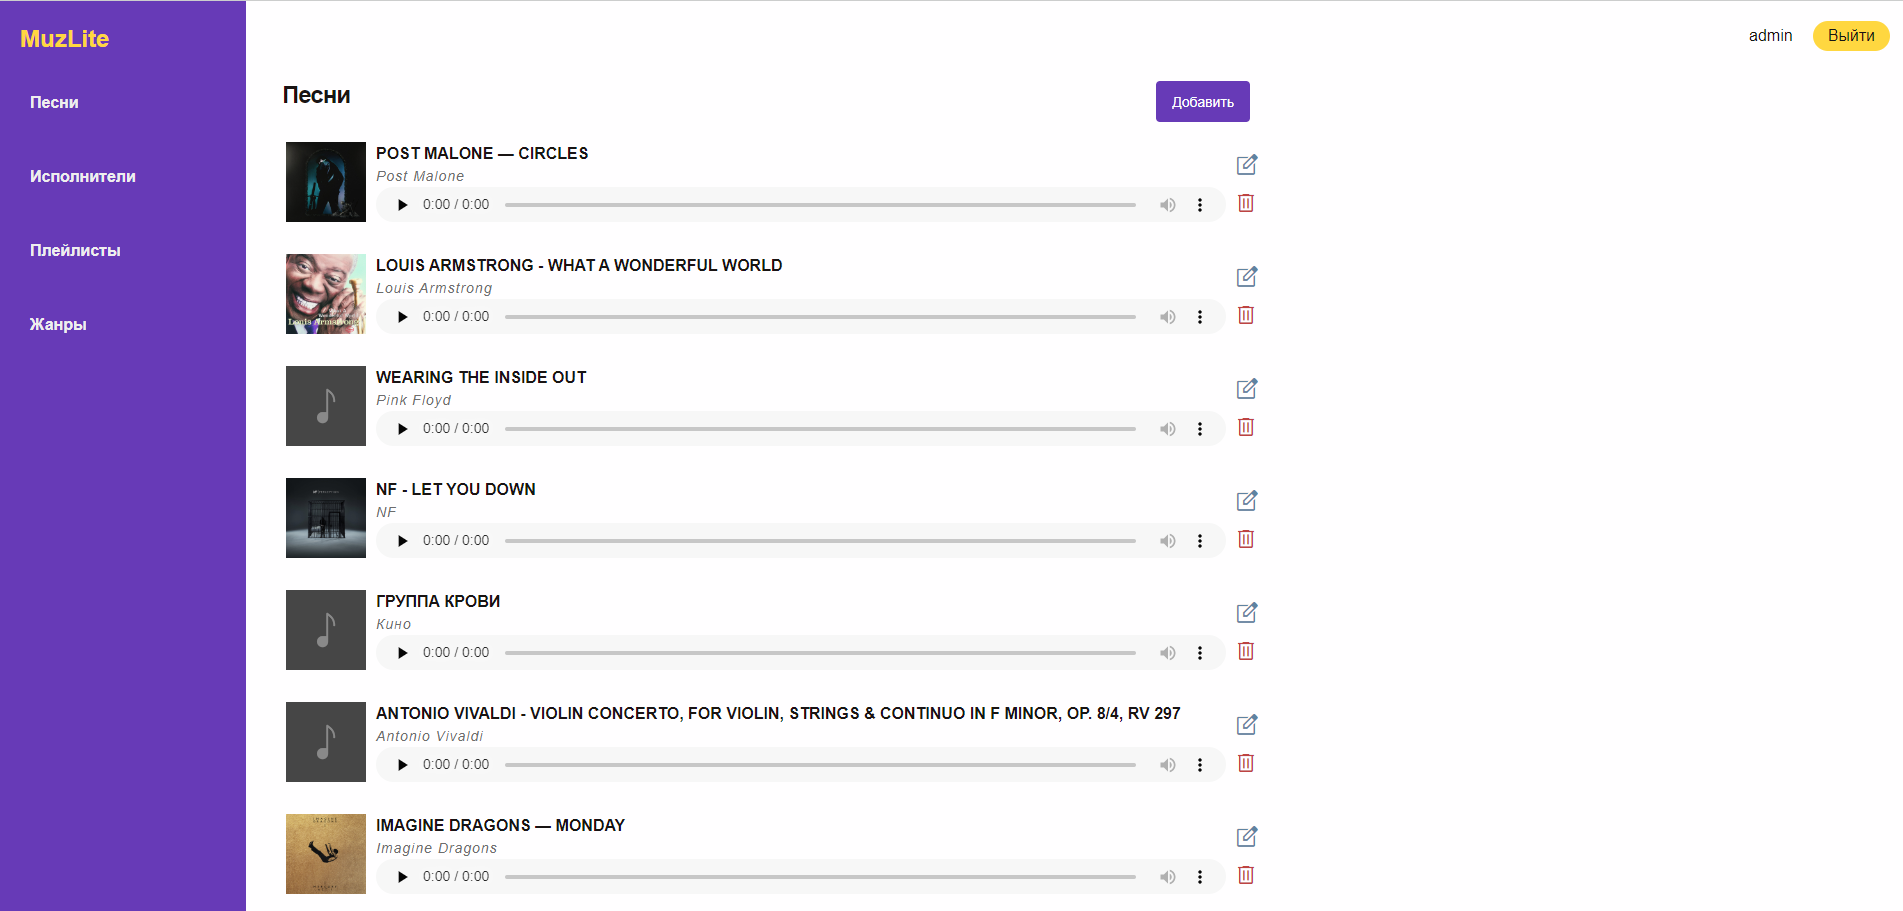 MuzLite
admin
Выйти
Песни
Исполнители
Плейлисты
Жанры
Песни
Добавить
POST MALONE — CIRCLES
Post Malone
0:00 / 0:00
LOUIS ARMSTRONG - WHAT A WONDERFUL WORLD
Louis Armstrong
0:00 / 0:00
Louis Armstrong
WEARING THE INSIDE OUT
Pink Floyd
0:00 / 0:00
NF - LET YOU DOWN
NF
0:00 / 0:00
ГРУППА КРОВИ
Кино
0:00 / 0:00
ANTONIO VIVALDI - VIOLIN CONCERTO, FOR VIOLIN, STRINGS & CONTINUO IN F MINOR, OP. 8/4, RV 297
Antonio Vivaldi
0:00 / 0:00
IMAGINE DRAGONS — MONDAY
Imagine Dragons
0:00 / 0:00